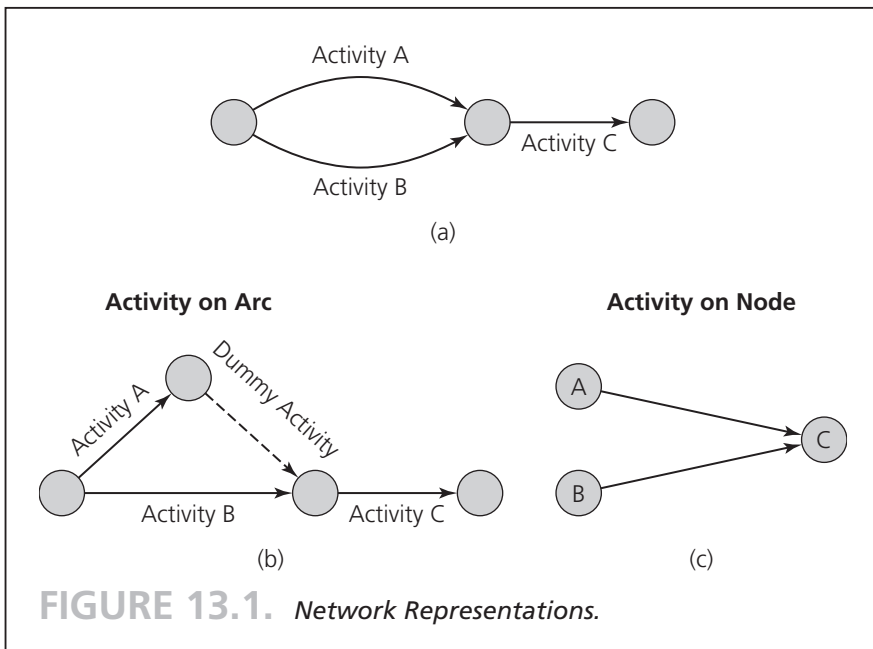 Activity A
Activity B
Activity C
(a)
Activity on Arc
Activity A
Dummy Activity
Activity B
Activity C
(b)
Activity on Node
A
B
C
(c)
FIGURE 13.1. Network Representations.